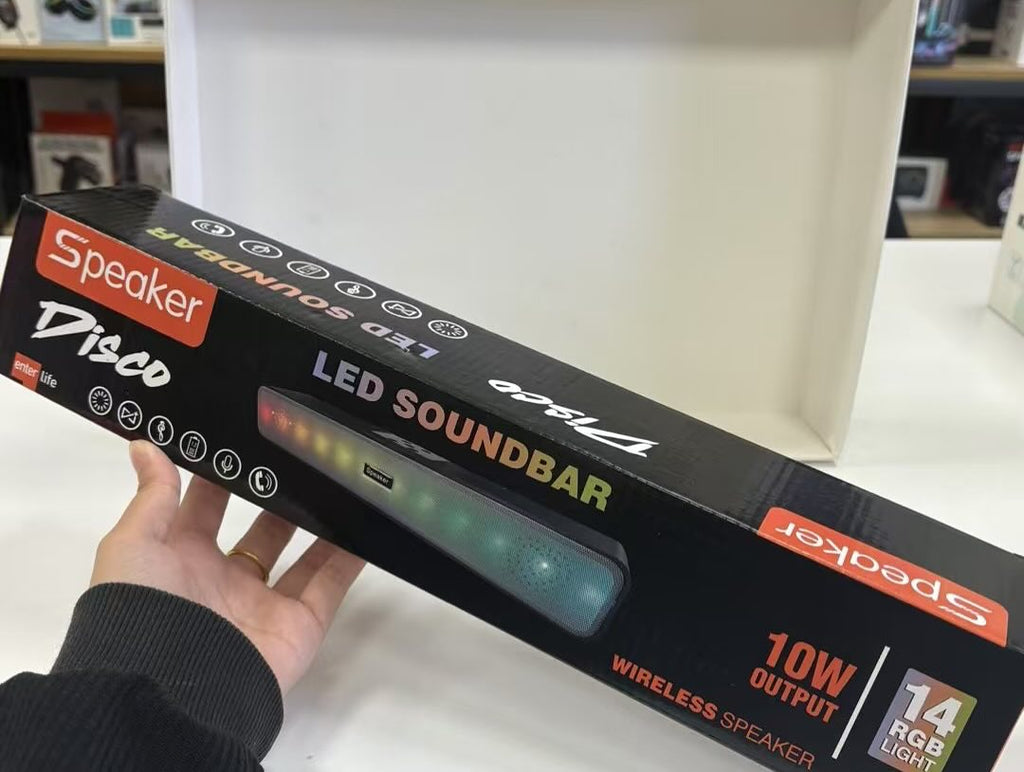 Speaker
Disco
enter
life
LED SOUNDBAR
Speaker
WIRELESS SPEAKER
10W
OUTPUT
14
RGB
LIGHT
LED SOUNDBAR
Disco
Speaker